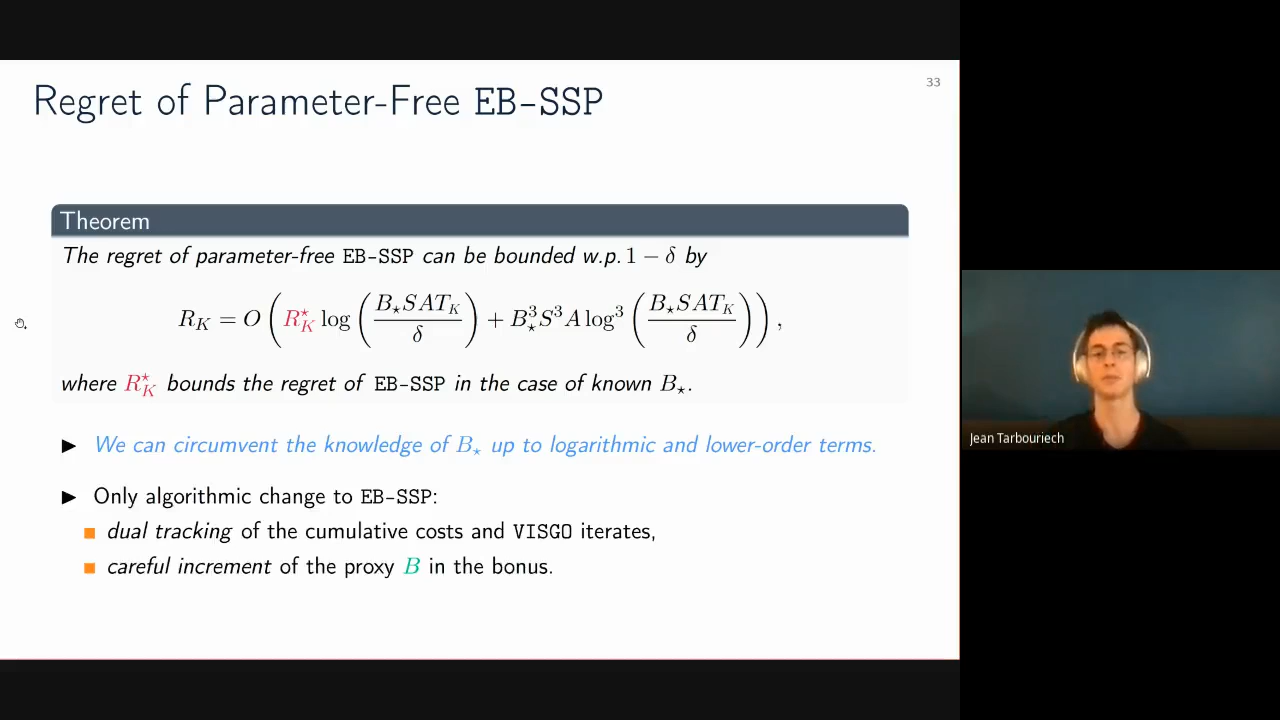 33
Regret of Parameter-Free EB-SSP
Theorem
The regret of parameter-free EB-SSP can be bounded w.p. 1 − δ by
R_K = O ( R_K^⋆ log ( B_⋆SAT_K / δ ) + B_⋆^3 S^3 A log^3 ( B_⋆SAT_K / δ ) ) ,
where R_K^⋆ bounds the regret of EB-SSP in the case of known B_⋆.
▶ We can circumvent the knowledge of B_⋆ up to logarithmic and lower-order terms.
▶ Only algorithmic change to EB-SSP:
■ dual tracking of the cumulative costs and VISGO iterates,
■ careful increment of the proxy B in the bonus.
Jean Tarbouriech